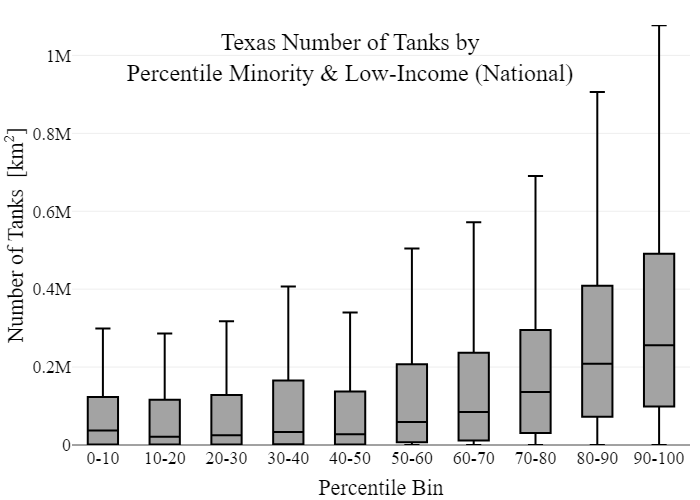 Texas Number of Tanks by
Percentile Minority & Low-Income (National)
Number of Tanks [km²]
1M
0.8M
0.6M
0.4M
0.2M
0
0-10 10-20 20-30 30-40 40-50 50-60 60-70 70-80 80-90 90-100
Percentile Bin